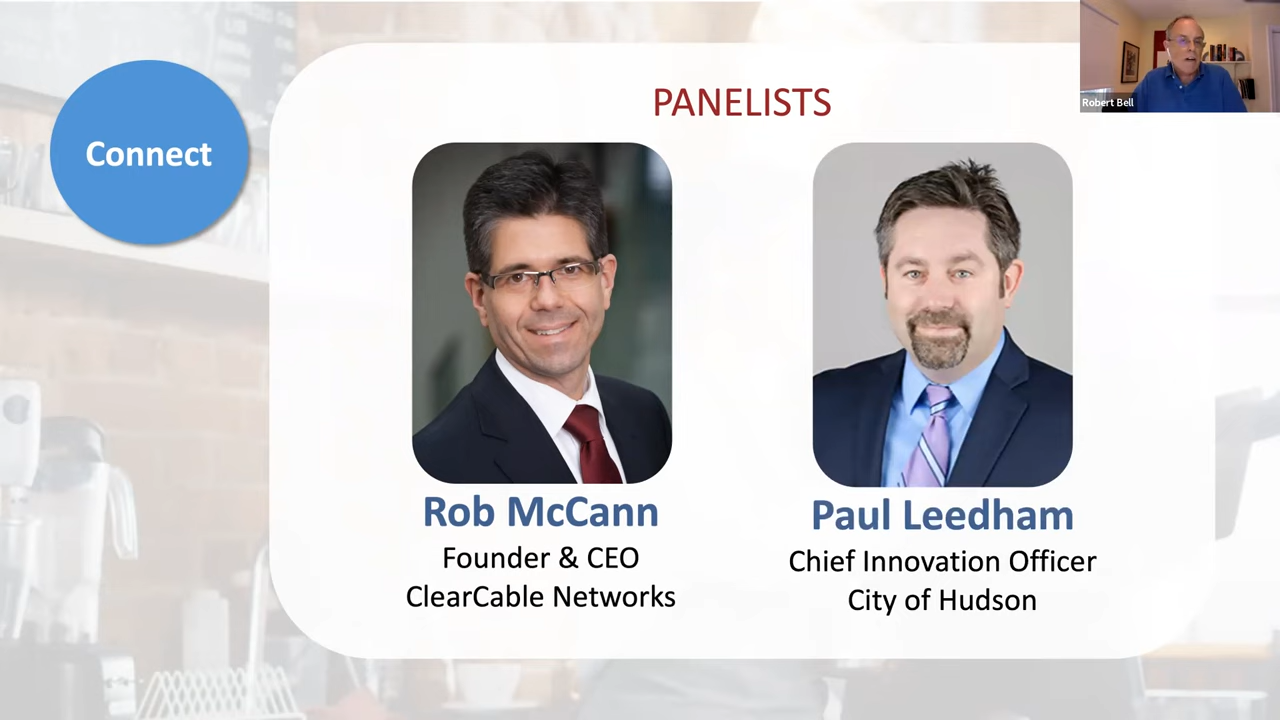 Connect
PANELISTS
Robert Bell
Rob McCann
Founder & CEO
ClearCable Networks
Paul Leedham
Chief Innovation Officer
City of Hudson